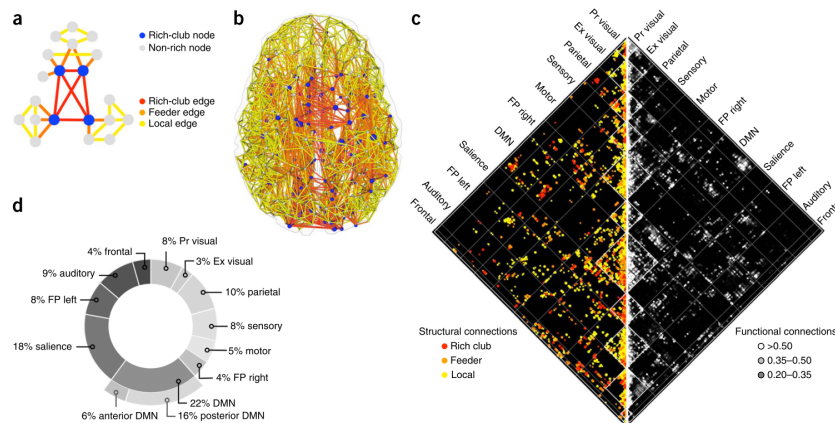 a
Rich-club node
Non-rich node
Rich-club edge
Feeder edge
Local edge
b
c
Pr visual
Ex visual
Parietal
Sensory
Motor
FP right
DMN
Salience
FP left
Auditory
Frontal
Pr visual
Ex visual
Parietal
Sensory
Motor
FP right
DMN
Salience
FP left
Auditory
Frontal
Structural connections
Rich club
Feeder
Local
Functional connections
>0.50
0.35–0.50
0.20–0.35
d
4% frontal
8% Pr visual
3% Ex visual
9% auditory
10% parietal
8% FP left
8% sensory
18% salience
5% motor
4% FP right
22% DMN
6% anterior DMN
16% posterior DMN